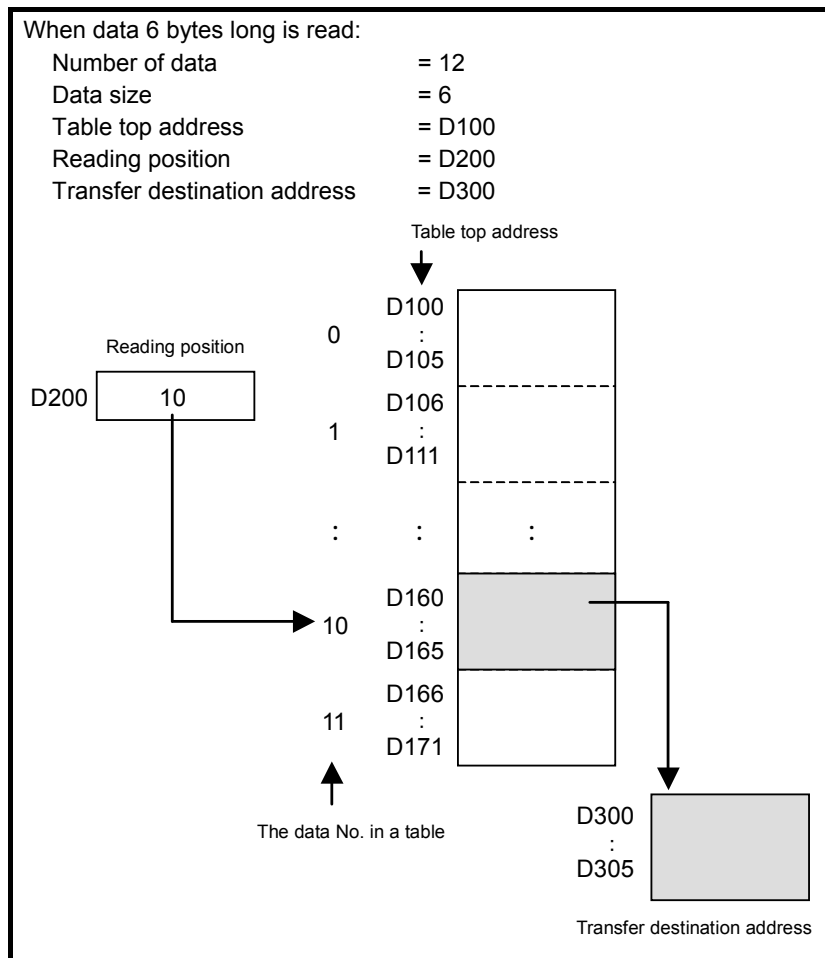 When data 6 bytes long is read:
Number of data = 12
Data size = 6
Table top address = D100
Reading position = D200
Transfer destination address = D300
Table top address
D100
0 :
D105
Reading position
D200 10
D106
1 :
D111
: : :
D160
10 :
D165
D166
11 :
D171
The data No. in a table
D300
:
D305
Transfer destination address